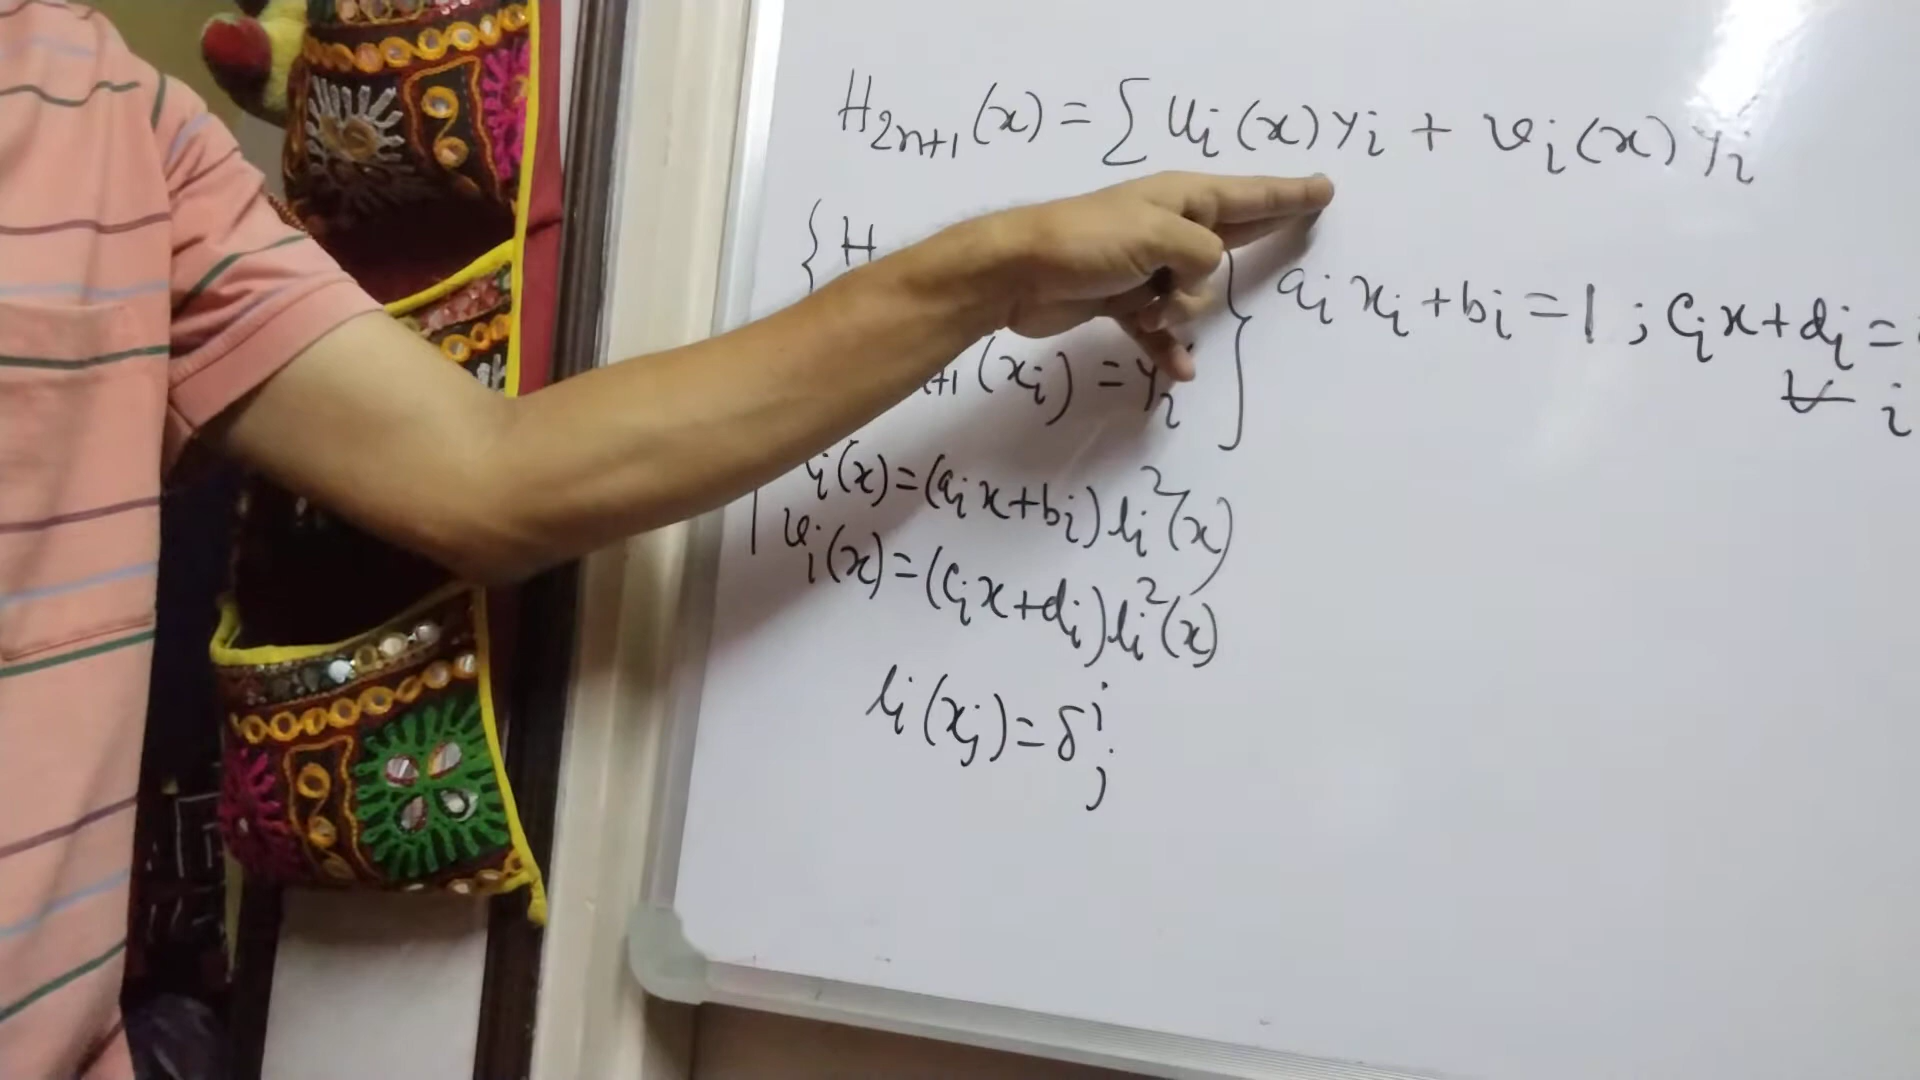 H₂ₙ₊₁(x) = Σ uᵢ(x) yᵢ + vᵢ(x) yᵢ
{ H }
aᵢ xᵢ + bᵢ = 1 ; cᵢ x + dᵢ =
∀ i
+1 (xᵢ) = y'ᵢ
ᵢ(x) = (aᵢ x + bᵢ) lᵢ²(x)
vᵢ(x) = (cᵢ x + dᵢ) lᵢ²(x)
lᵢ(xⱼ) = δⁱⱼ